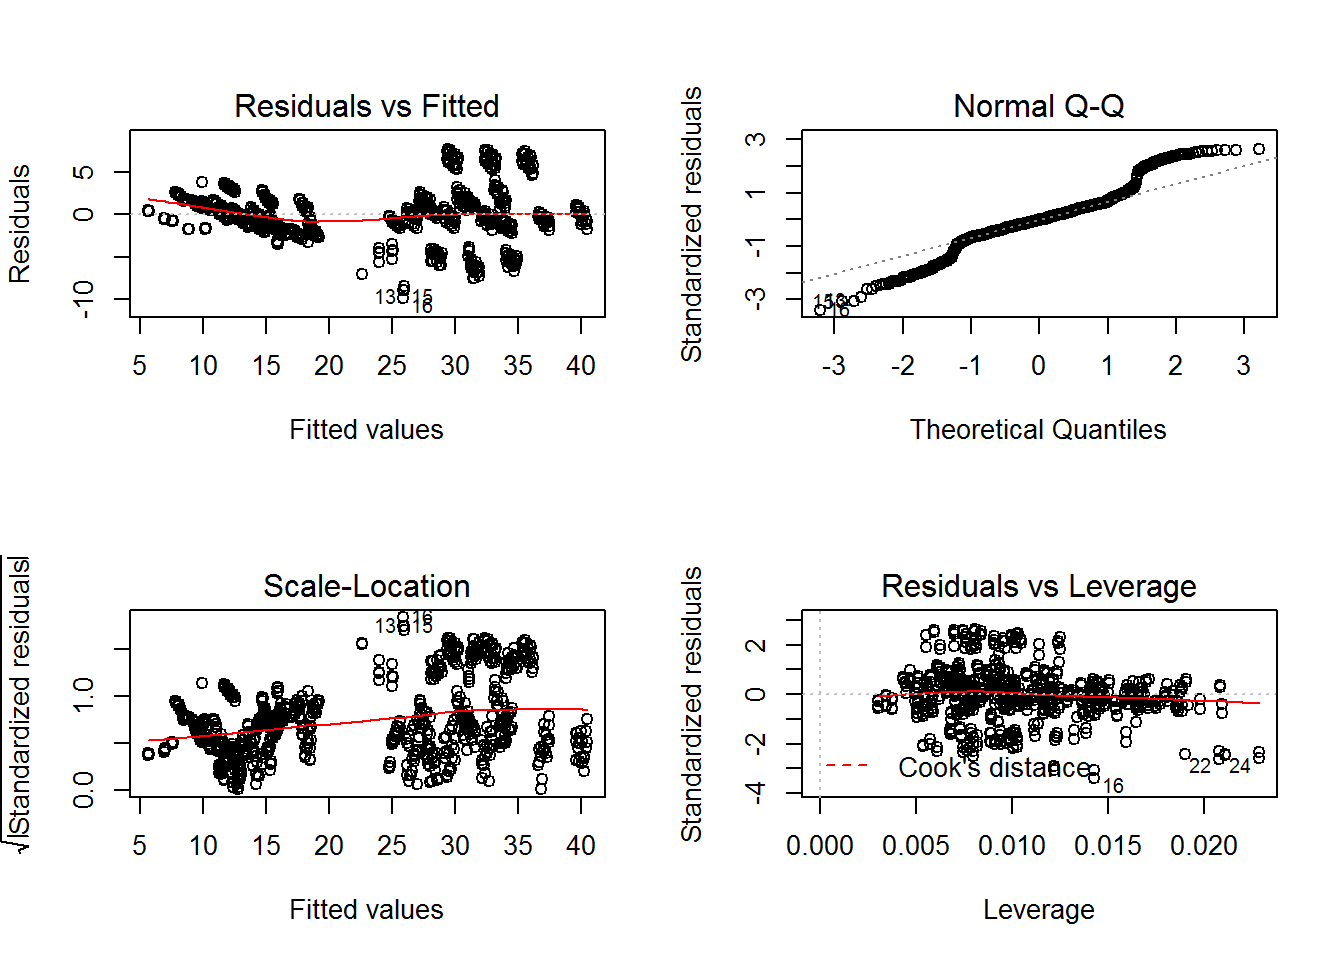 Residuals vs Fitted
Residuals
5
0
-10
13
15
16
5 10 15 20 25 30 35 40
Fitted values
Normal Q-Q
Standardized residuals
3
1
-1
-3
16
-3 -2 -1 0 1 2 3
Theoretical Quantiles
Scale-Location
√|Standardized residuals|
1.0
0.0
13
16
15
5 10 15 20 25 30 35 40
Fitted values
Residuals vs Leverage
Standardized residuals
2
0
-2
-4
Cook's distance
16
22
24
0.000 0.005 0.010 0.015 0.020
Leverage